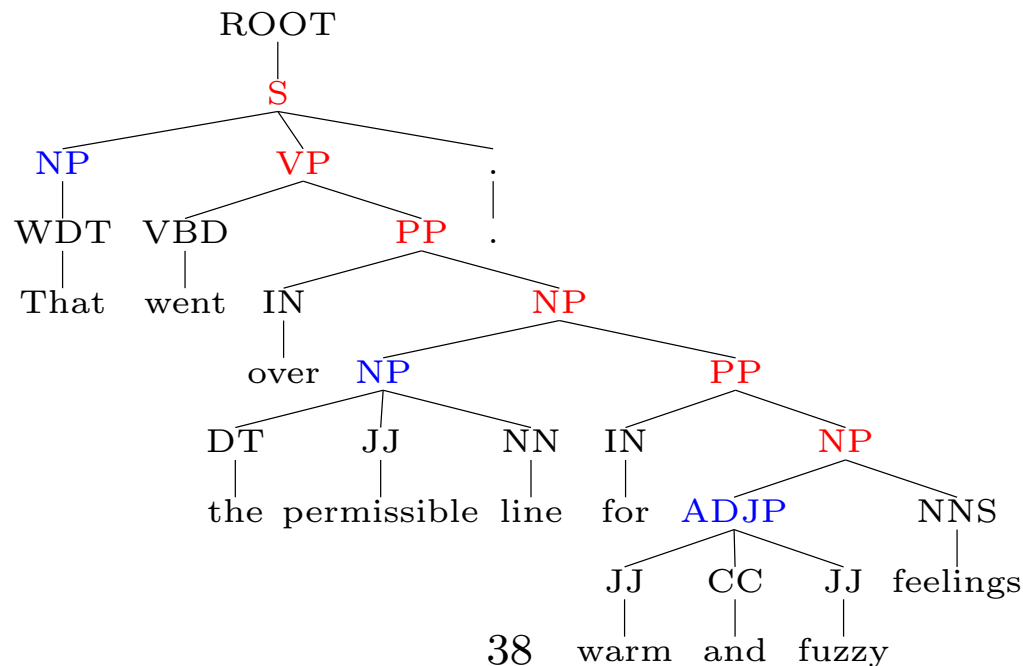 ROOT
S
NP VP .
WDT VBD PP .
That went IN NP
over NP PP
DT JJ NN IN NP
the permissible line for ADJP NNS
JJ CC JJ feelings
38 warm and fuzzy